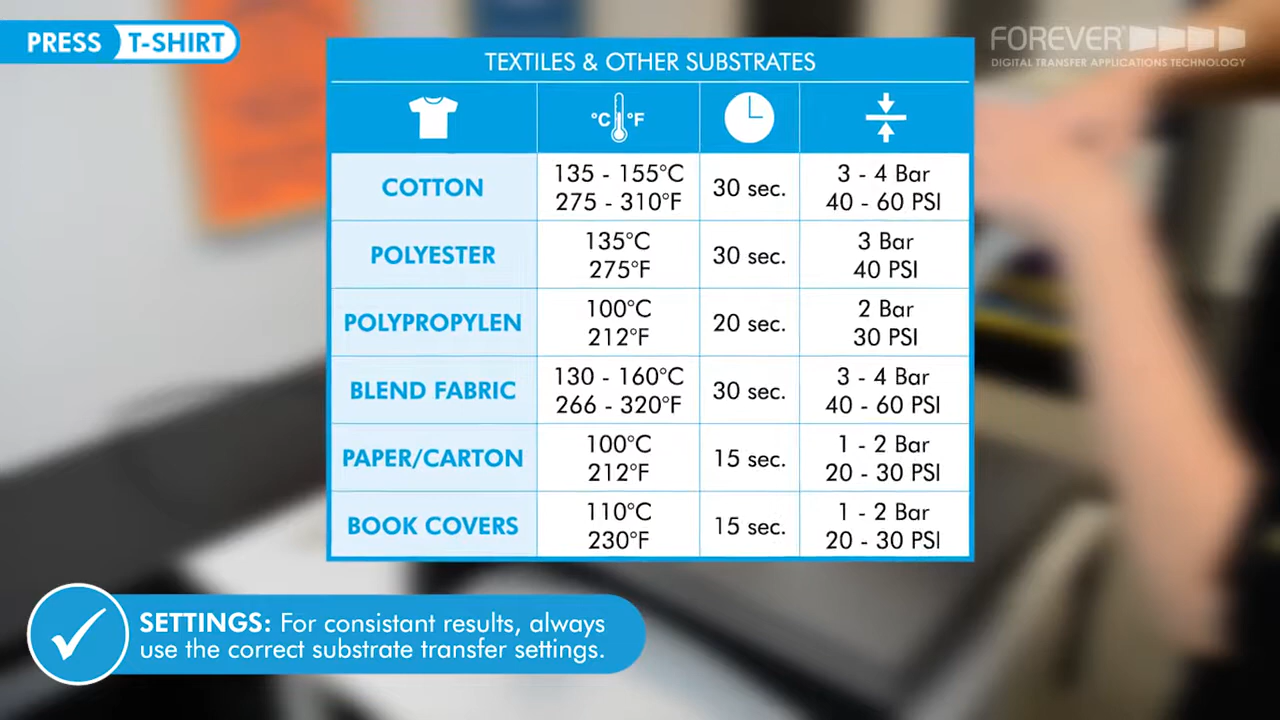 PRESS T-SHIRT
FOREVER
DIGITAL TRANSFER APPLICATIONS TECHNOLOGY
TEXTILES & OTHER SUBSTRATES
°C °F
COTTON
135 - 155°C
275 - 310°F
30 sec.
3 - 4 Bar
40 - 60 PSI
POLYESTER
135°C
275°F
30 sec.
3 Bar
40 PSI
POLYPROPYLEN
100°C
212°F
20 sec.
2 Bar
30 PSI
BLEND FABRIC
130 - 160°C
266 - 320°F
30 sec.
3 - 4 Bar
40 - 60 PSI
PAPER/CARTON
100°C
212°F
15 sec.
1 - 2 Bar
20 - 30 PSI
BOOK COVERS
110°C
230°F
15 sec.
1 - 2 Bar
20 - 30 PSI
SETTINGS: For consistant results, always
use the correct substrate transfer settings.